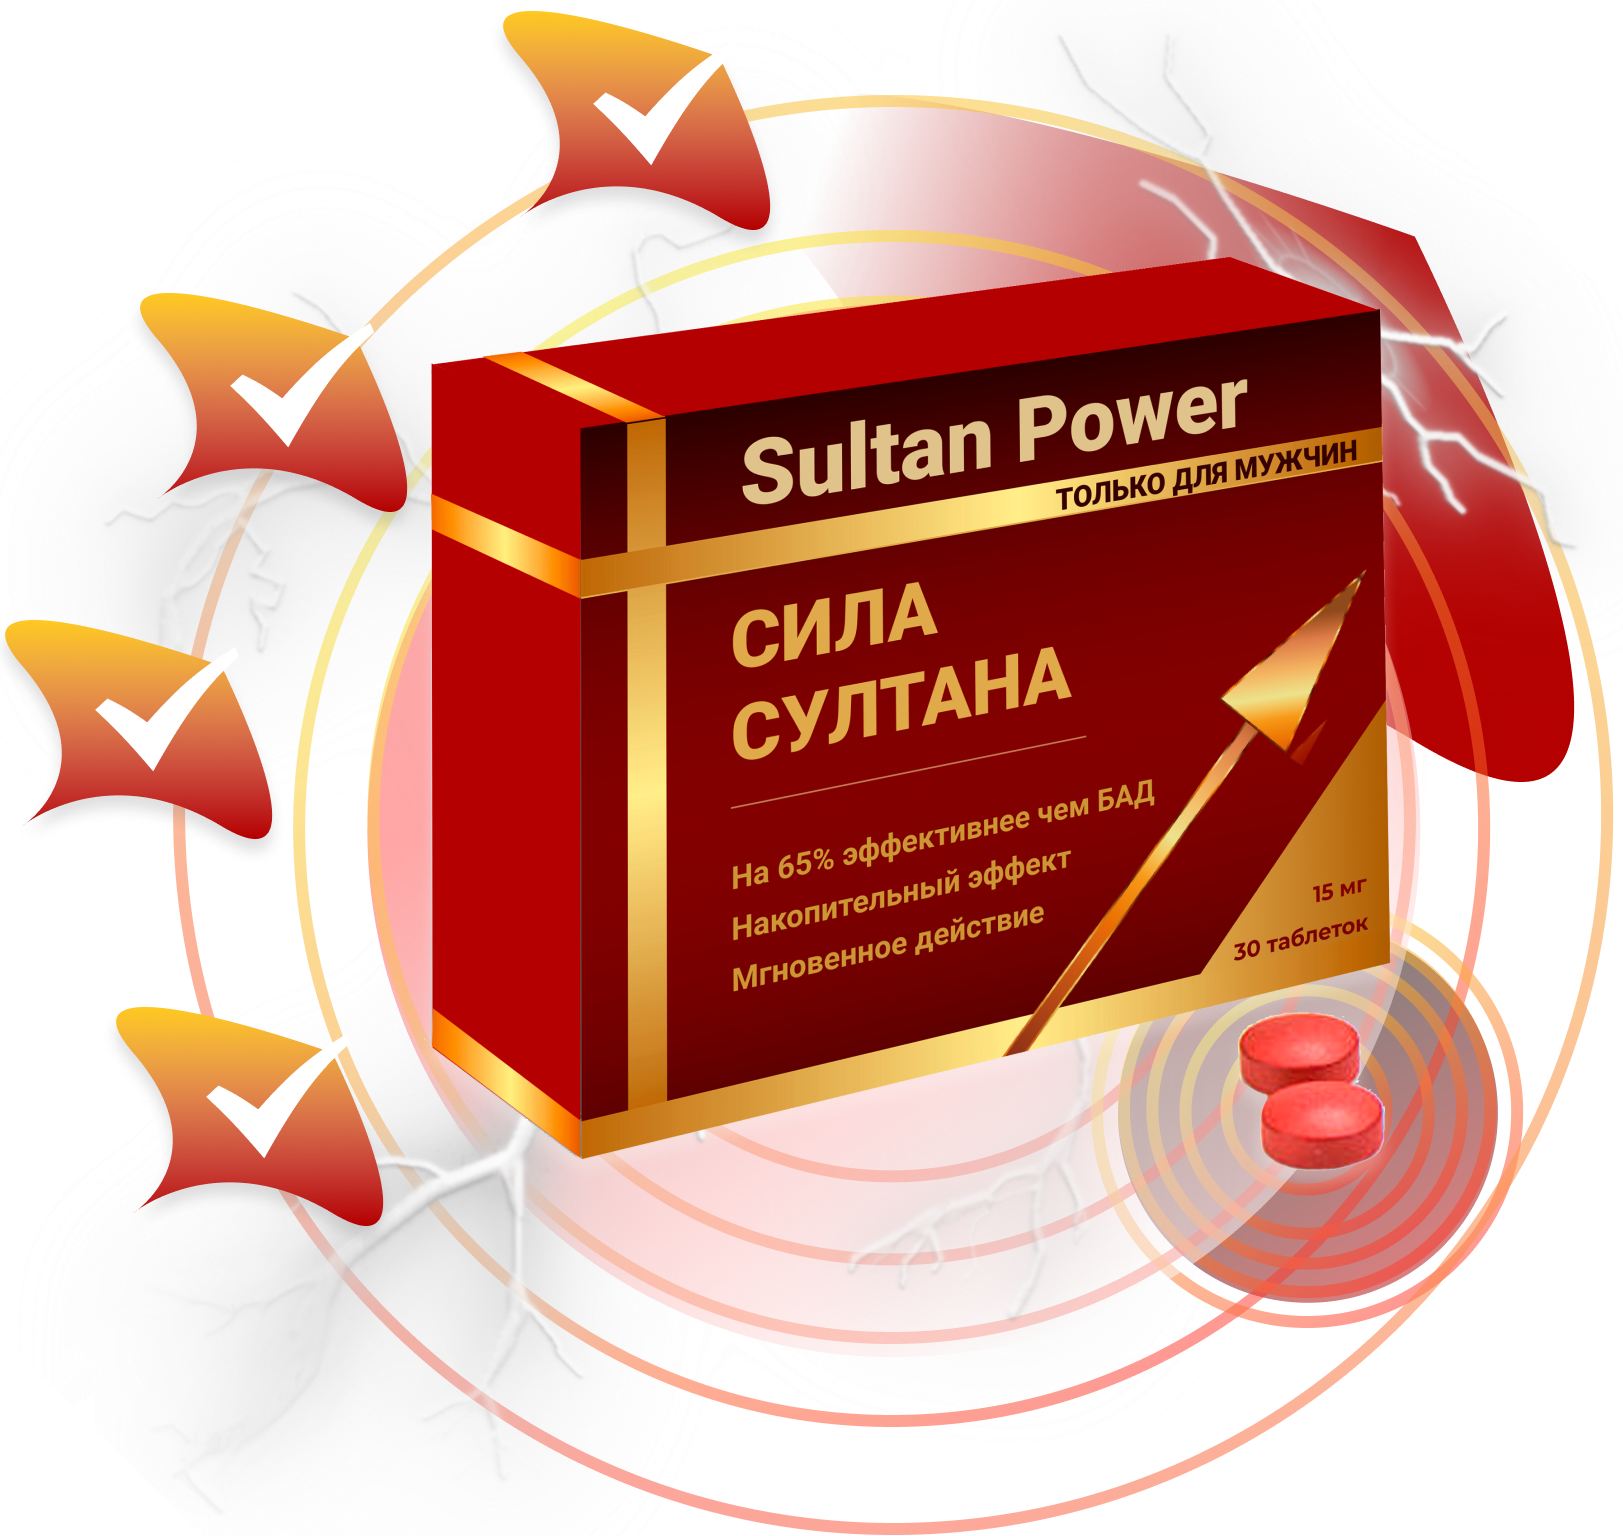 Sultan Power
ТОЛЬКО ДЛЯ МУЖЧИН
СИЛА
СУЛТАНА
На 65% эффективнее чем БАД
Накопительный эффект
Мгновенное действие
15 мг
30 таблеток